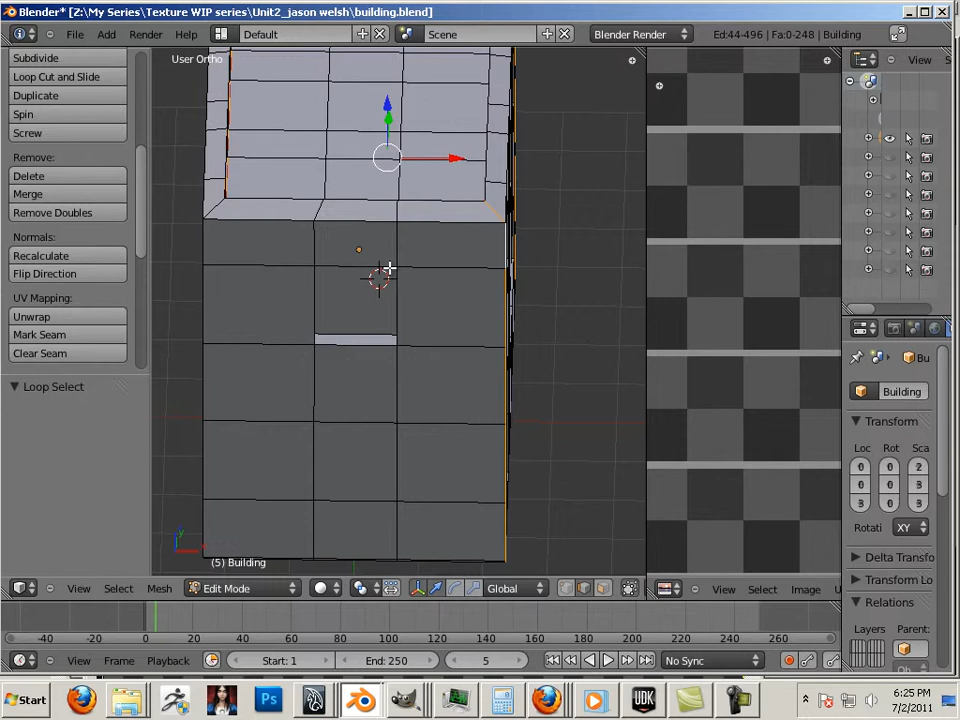 Blender* [Z:\My Series\Texture WIP series\Unit2_jason welsh\building.blend]
File Add Render Help Default Scene Blender Render Ed:44-496 | Fa:0-248 | Building
Subdivide
Loop Cut and Slide
Duplicate
Spin
Screw
Remove:
Delete
Merge
Remove Doubles
Normals:
Recalculate
Flip Direction
UV Mapping:
Unwrap
Mark Seam
Clear Seam
Loop Select
User Ortho
(5) Building
View S
Bu
Building
Transform
Loc Rot Sca
0 0 2
0 0 3
3 0 3
Rotati XY
Delta Transfo
Transform Lo
Relations
Layers Parent:
View Select Mesh Edit Mode Global View Select Image U
-40 -20 0 20 40 60 80 100 120 140 160 180 200 220 240 260
View Frame Playback Start: 1 End: 250 5 No Sync
Start Ps UDK 6:25 PM
7/2/2011